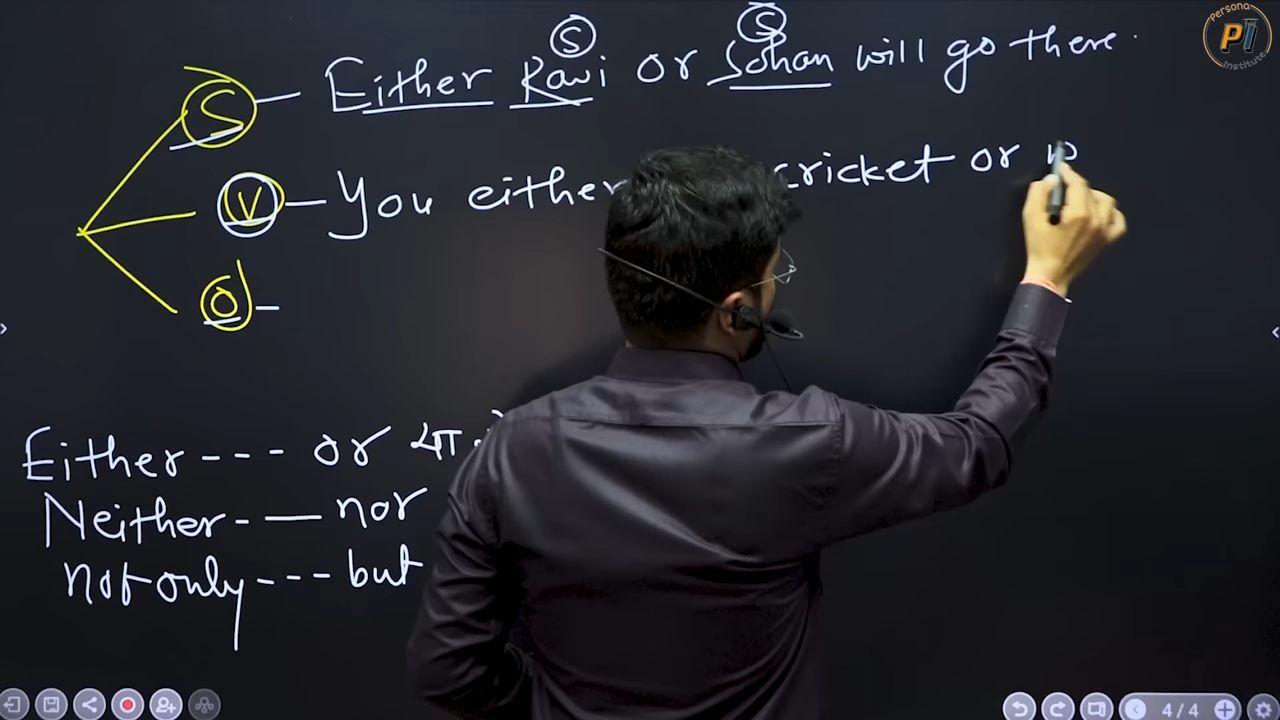 S S
S - Either Ravi or Sohan will go there.
V - You either cricket or
O -
Either --- or या
Neither - — nor
not only --- but
Persona
PI
Institute
4/4